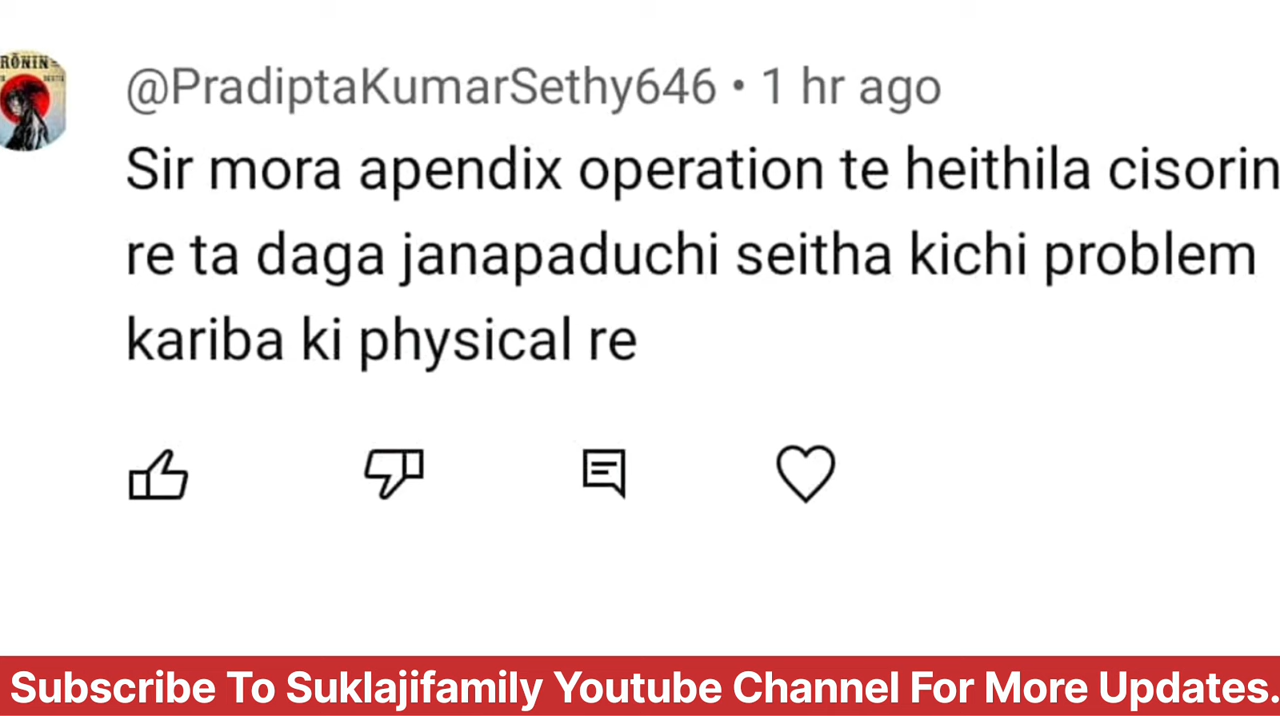 RŌNIN
@PradiptaKumarSethy646 • 1 hr ago
Sir mora apendix operation te heithila cisorin
re ta daga janapaduchi seitha kichi problem
kariba ki physical re
Subscribe To Suklajifamily Youtube Channel For More Updates.